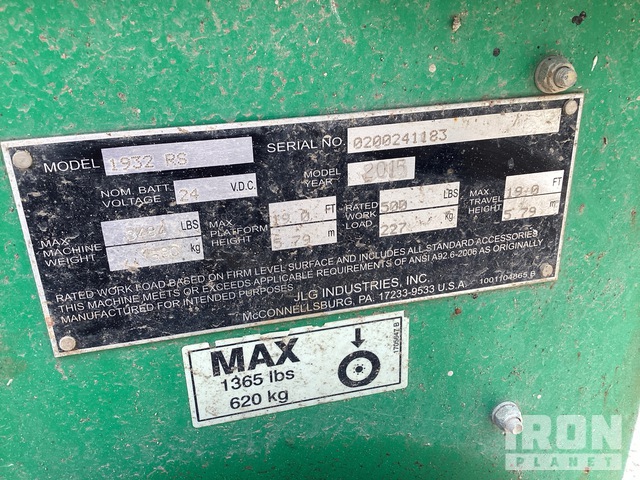 MODEL 1932 RS
SERIAL NO. 0200241183
NOM. BATT. VOLTAGE 24 V.D.C.
MODEL YEAR 2015
MAX MACHINE WEIGHT LBS kg
MAX PLATFORM HEIGHT 19.0 FT 5.79 m
RATED WORK LOAD 500 LBS 227 kg
MAX TRAVEL HEIGHT 19.0 FT 5.79 m
RATED WORK LOAD BASED ON FIRM LEVEL SURFACE AND INCLUDES ALL STANDARD ACCESSORIES
THIS MACHINE MEETS OR EXCEEDS APPLICABLE REQUIREMENTS OF ANSI A92.6-2006 AS ORIGINALLY
MANUFACTURED FOR INTENDED PURPOSES
JLG INDUSTRIES, INC.
McCONNELLSBURG, PA. 17233-9533 U.S.A.
1001104865 B
MAX
1365 lbs
620 kg
1705647 B
IRON
PLANET